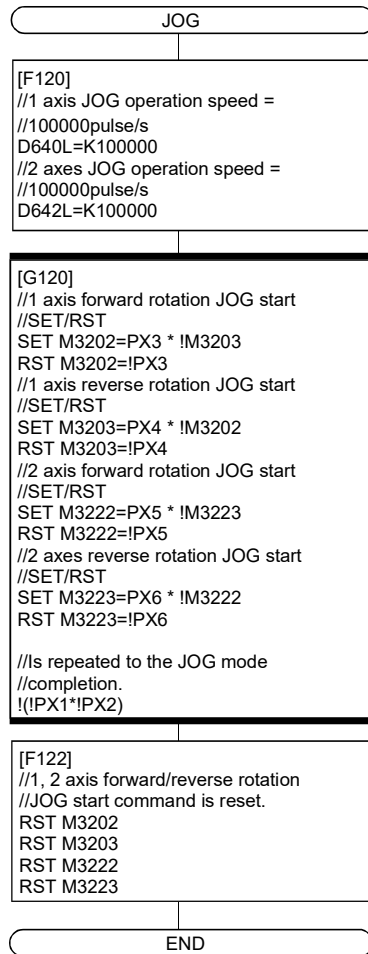 JOG
[F120]
//1 axis JOG operation speed =
//100000pulse/s
D640L=K100000
//2 axes JOG operation speed =
//100000pulse/s
D642L=K100000
[G120]
//1 axis forward rotation JOG start
//SET/RST
SET M3202=PX3 * !M3203
RST M3202=!PX3
//1 axis reverse rotation JOG start
//SET/RST
SET M3203=PX4 * !M3202
RST M3203=!PX4
//2 axis forward rotation JOG start
//SET/RST
SET M3222=PX5 * !M3223
RST M3222=!PX5
//2 axes reverse rotation JOG start
//SET/RST
SET M3223=PX6 * !M3222
RST M3223=!PX6
//Is repeated to the JOG mode
//completion.
!(!PX1*!PX2)
[F122]
//1, 2 axis forward/reverse rotation
//JOG start command is reset.
RST M3202
RST M3203
RST M3222
RST M3223
END